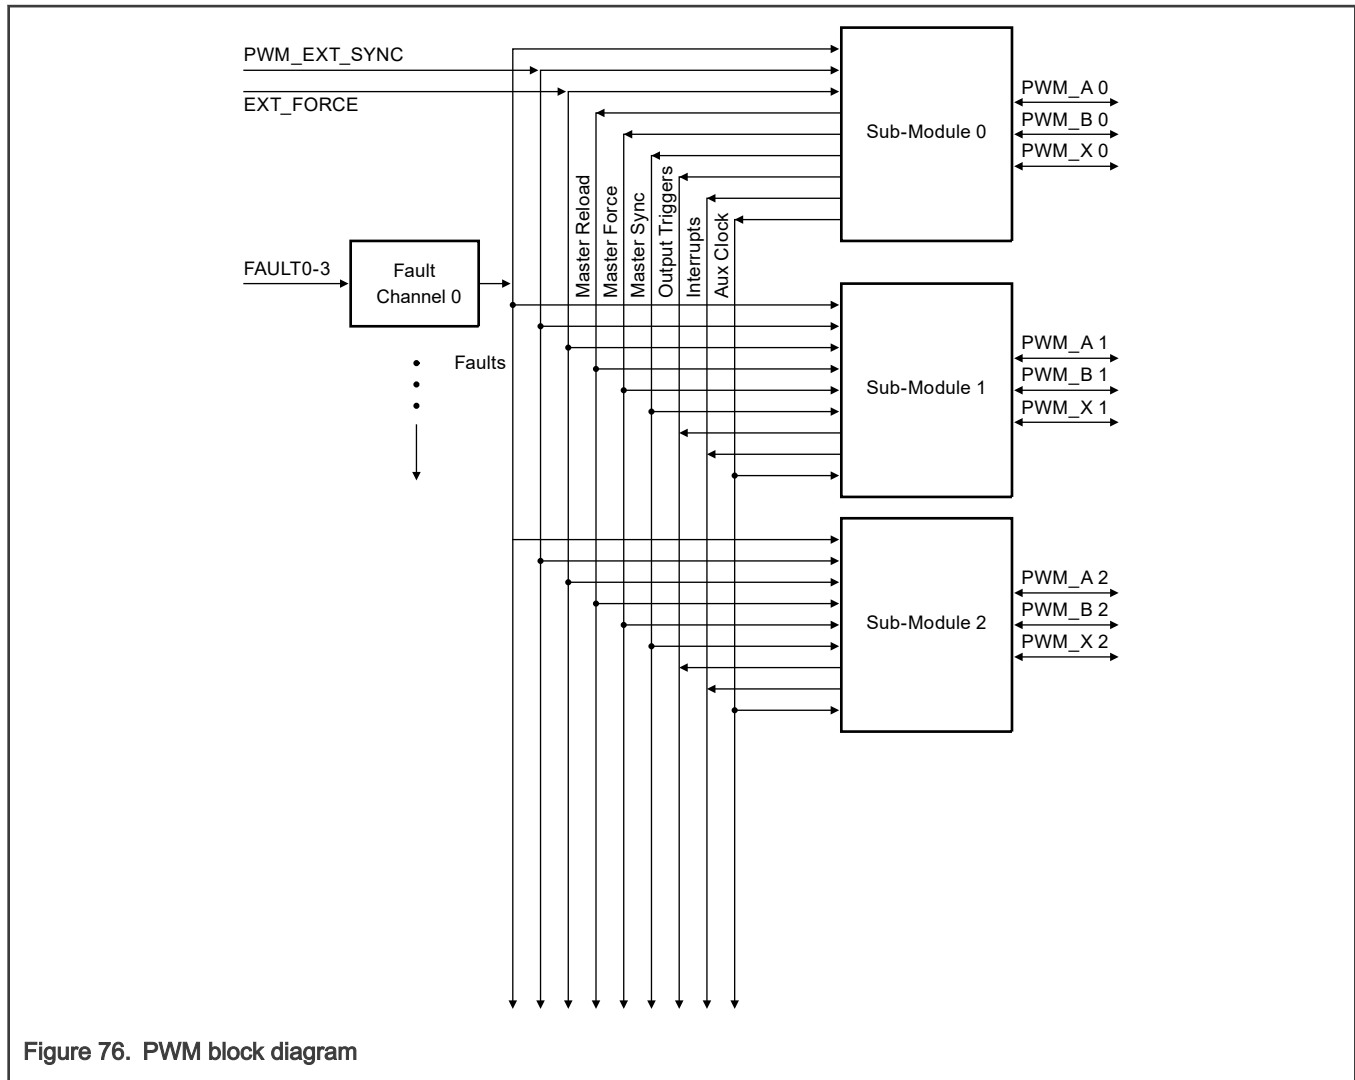 PWM_EXT_SYNC
EXT_FORCE
PWM_A 0
PWM_B 0
PWM_X 0
Sub-Module 0
Master Reload
Master Force
Master Sync
Output Triggers
Interrupts
Aux Clock
FAULT0-3
Fault
Channel 0
Faults
PWM_A 1
PWM_B 1
PWM_X 1
Sub-Module 1
PWM_A 2
PWM_B 2
PWM_X 2
Sub-Module 2
Figure 76. PWM block diagram